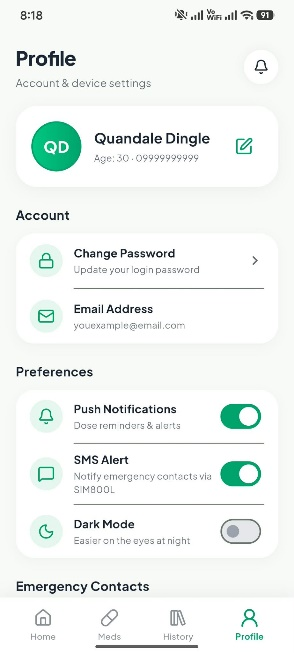 8:18
Vo
WiFi
91
Profile
Account & device settings
QD
Quandale Dingle
Age: 30 · 09999999999
Account
Change Password
Update your login password
Email Address
youexample@email.com
Preferences
Push Notifications
Dose reminders & alerts
SMS Alert
Notify emergency contacts via
SIM800L
Dark Mode
Easier on the eyes at night
Emergency Contacts
Home
Meds
History
Profile